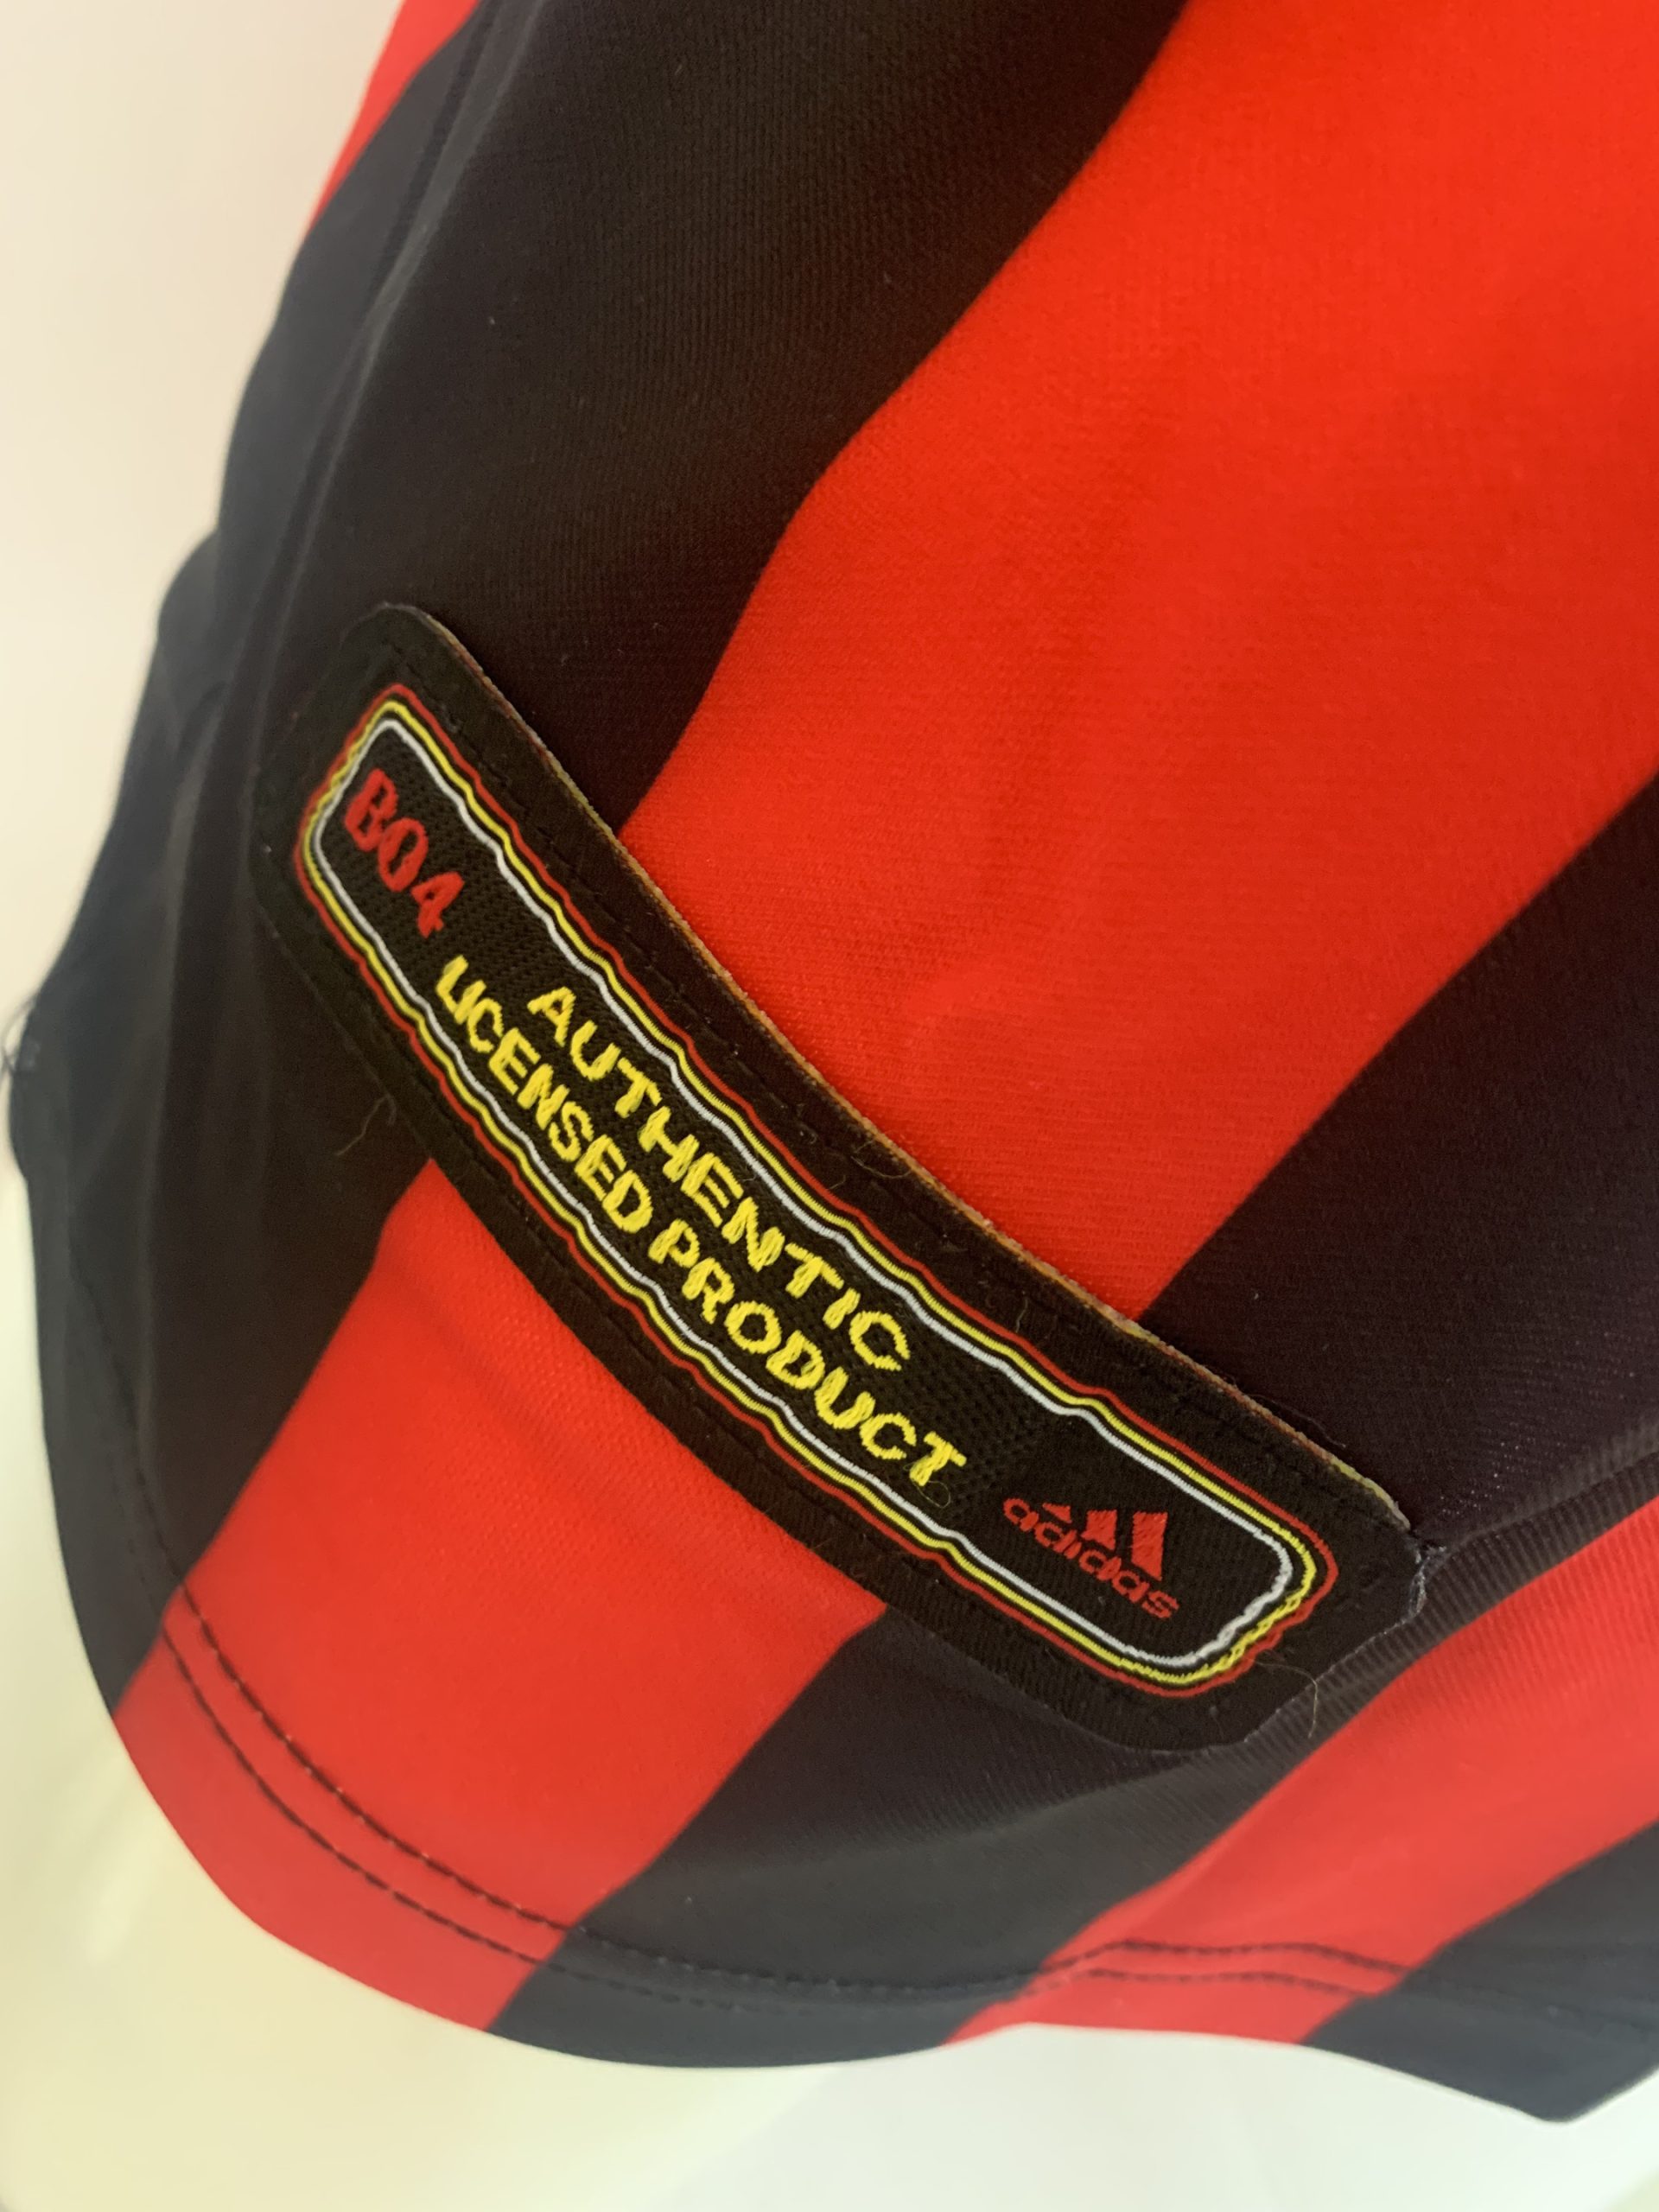 B04
AUTHENTIC
LICENSED PRODUCT
adidas